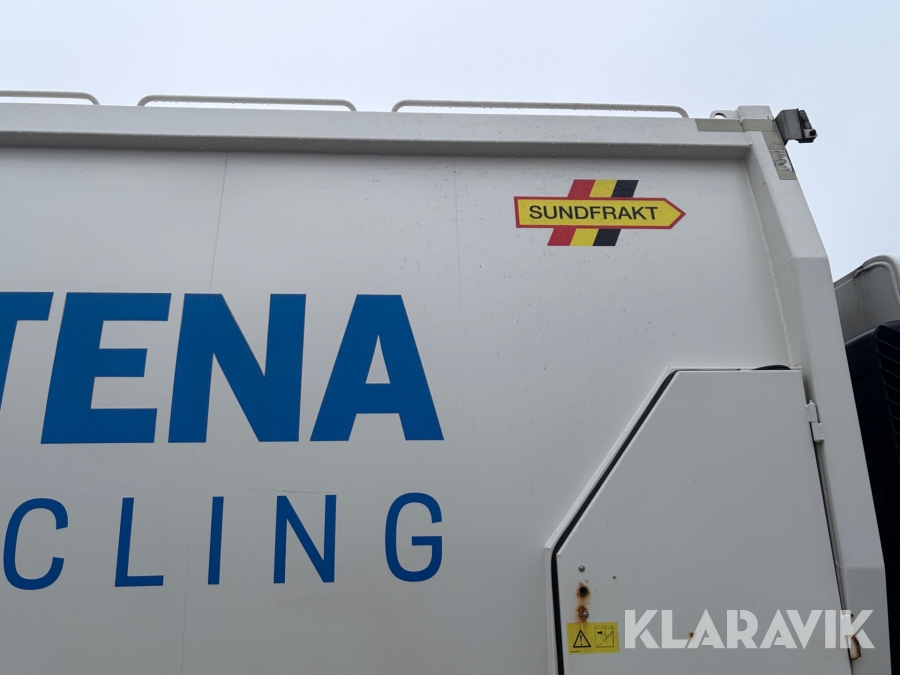 SUNDFRAKT
TENA
CLING
KLARAVIK